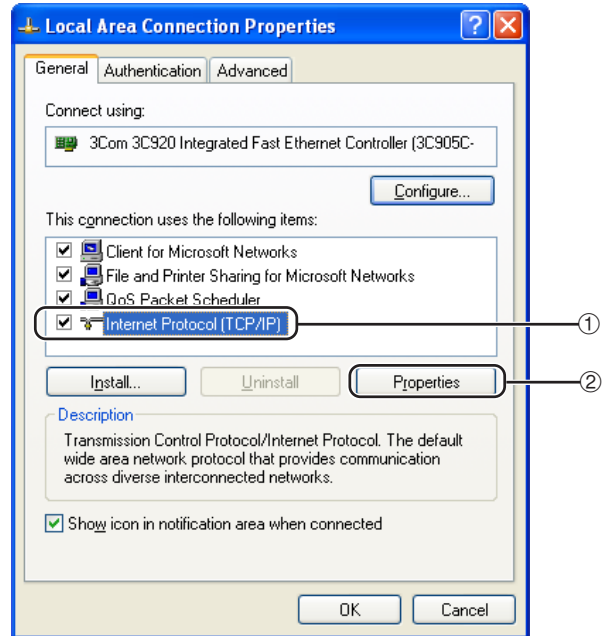 Local Area Connection Properties
General Authentication Advanced
Connect using:
3Com 3C920 Integrated Fast Ethernet Controller (3C905C-
Configure...
This connection uses the following items:
Client for Microsoft Networks
File and Printer Sharing for Microsoft Networks
QoS Packet Scheduler
Internet Protocol (TCP/IP)
①
Install... Uninstall Properties
②
Description
Transmission Control Protocol/Internet Protocol. The default
wide area network protocol that provides communication
across diverse interconnected networks.
Show icon in notification area when connected
OK Cancel